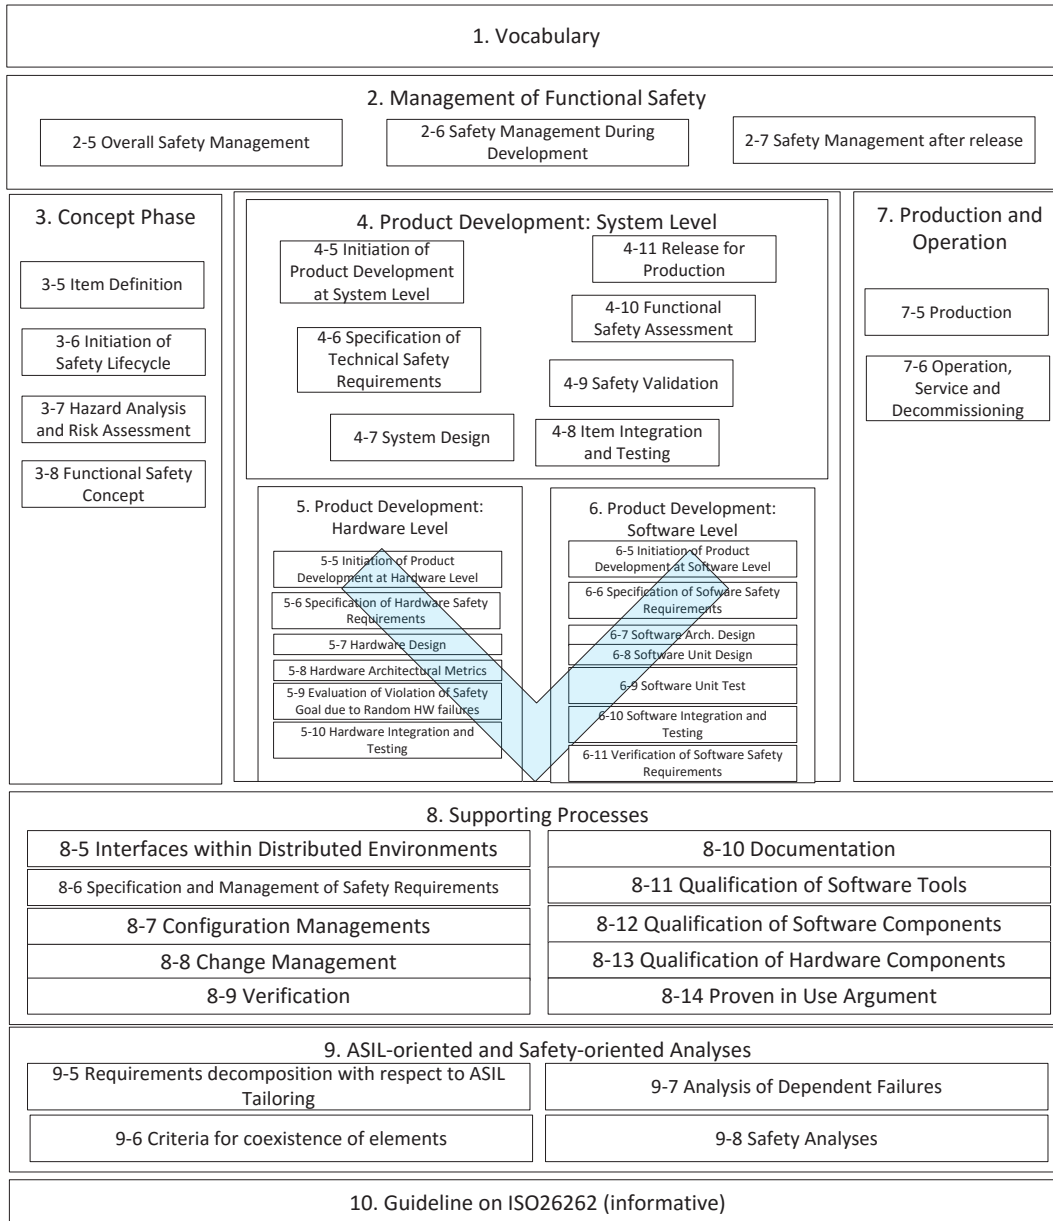 1. Vocabulary
2. Management of Functional Safety
2-5 Overall Safety Management
2-6 Safety Management During
Development
2-7 Safety Management after release
3. Concept Phase
3-5 Item Definition
3-6 Initiation of
Safety Lifecycle
3-7 Hazard Analysis
and Risk Assessment
3-8 Functional Safety
Concept
4. Product Development: System Level
4-5 Initiation of
Product Development
at System Level
4-6 Specification of
Technical Safety
Requirements
4-7 System Design
4-11 Release for
Production
4-10 Functional
Safety Assessment
4-9 Safety Validation
4-8 Item Integration
and Testing
5. Product Development:
Hardware Level
5-5 Initiation of Product
Development at Hardware Level
5-6 Specification of Hardware Safety
Requirements
5-7 Hardware Design
5-8 Hardware Architectural Metrics
5-9 Evaluation of Violation of Safety
Goal due to Random HW failures
5-10 Hardware Integration and
Testing
6. Product Development:
Software Level
6-5 Initiation of Product
Development at Software Level
6-6 Specification of Sofware Safety
Requirements
6-7 Software Arch. Design
6-8 Software Unit Design
6-9 Software Unit Test
6-10 Software Integration and
Testing
6-11 Verification of Software Safety
Requirements
7. Production and
Operation
7-5 Production
7-6 Operation,
Service and
Decommissioning
8. Supporting Processes
8-5 Interfaces within Distributed Environments
8-6 Specification and Management of Safety Requirements
8-7 Configuration Managements
8-8 Change Management
8-9 Verification
8-10 Documentation
8-11 Qualification of Software Tools
8-12 Qualification of Software Components
8-13 Qualification of Hardware Components
8-14 Proven in Use Argument
9. ASIL-oriented and Safety-oriented Analyses
9-5 Requirements decomposition with respect to ASIL
Tailoring
9-6 Criteria for coexistence of elements
9-7 Analysis of Dependent Failures
9-8 Safety Analyses
10. Guideline on ISO26262 (informative)